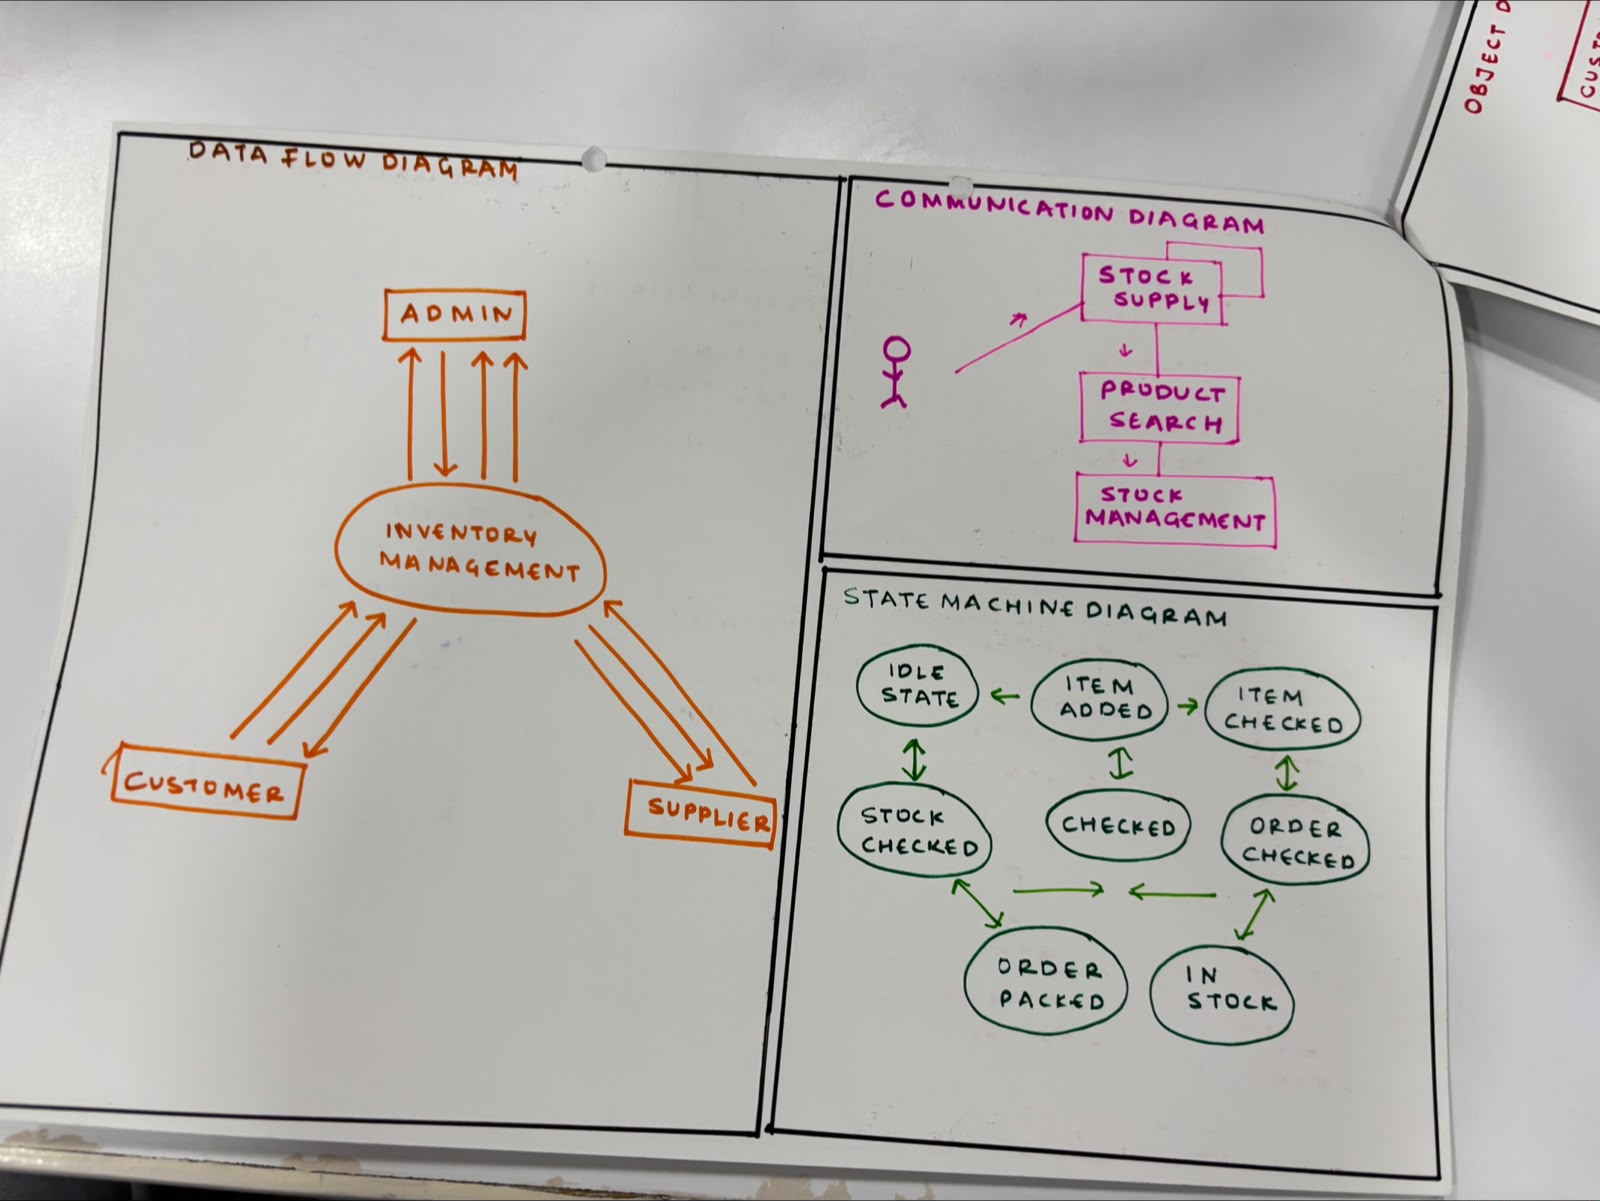 DATA FLOW DIAGRAM
ADMIN
INVENTORY
MANAGEMENT
CUSTOMER
SUPPLIER
COMMUNICATION DIAGRAM
STOCK
SUPPLY
PRODUCT
SEARCH
STOCK
MANAGEMENT
STATE MACHINE DIAGRAM
IDLE
STATE
ITEM
ADDED
ITEM
CHECKED
STOCK
CHECKED
CHECKED
ORDER
CHECKED
ORDER
PACKED
IN
STOCK
OBJECT